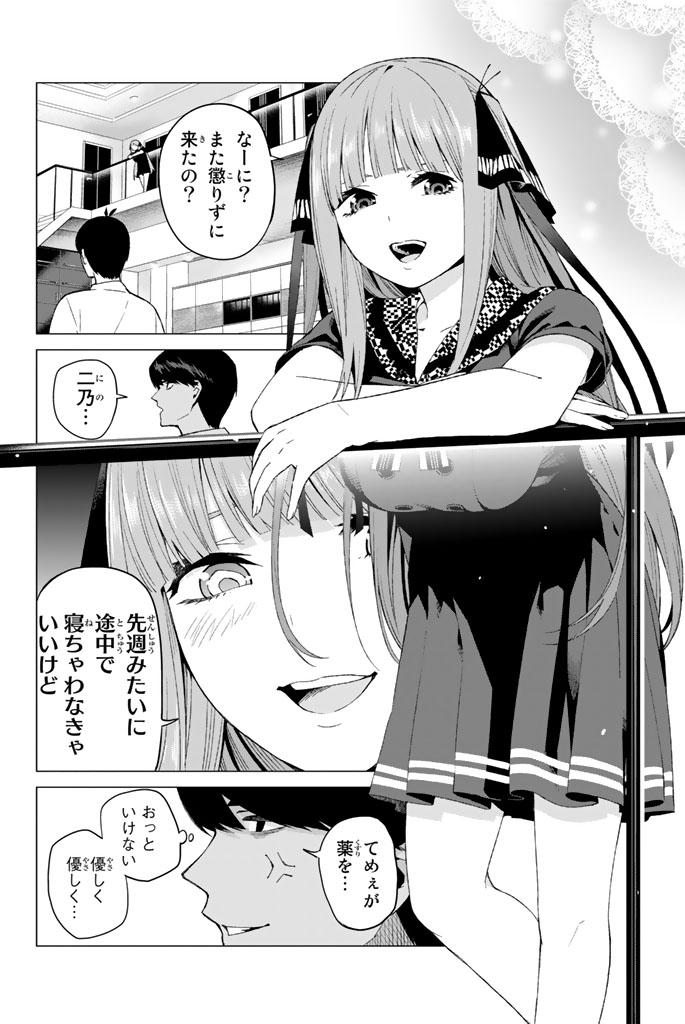 なーに？
また懲りずに
来たの？
二乃…
先週みたいに
途中で
寝ちゃわなきゃ
いいけど
てめぇが
薬を…
おっと
いけない
優しく
優しく…